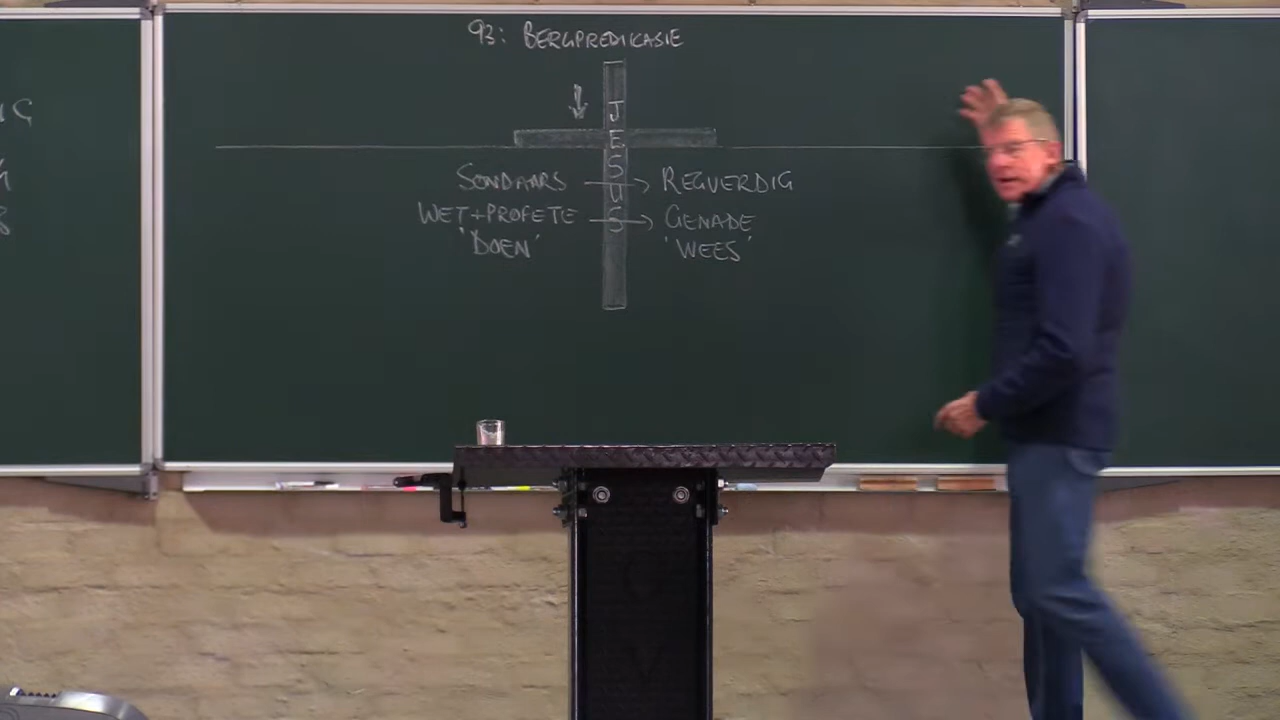 93: BERGPREDIKASIE
↓
JESUS
SONDAARS → REGVERDIG
WET + PROFETE → GENADE
'DOEN' 'WEES'